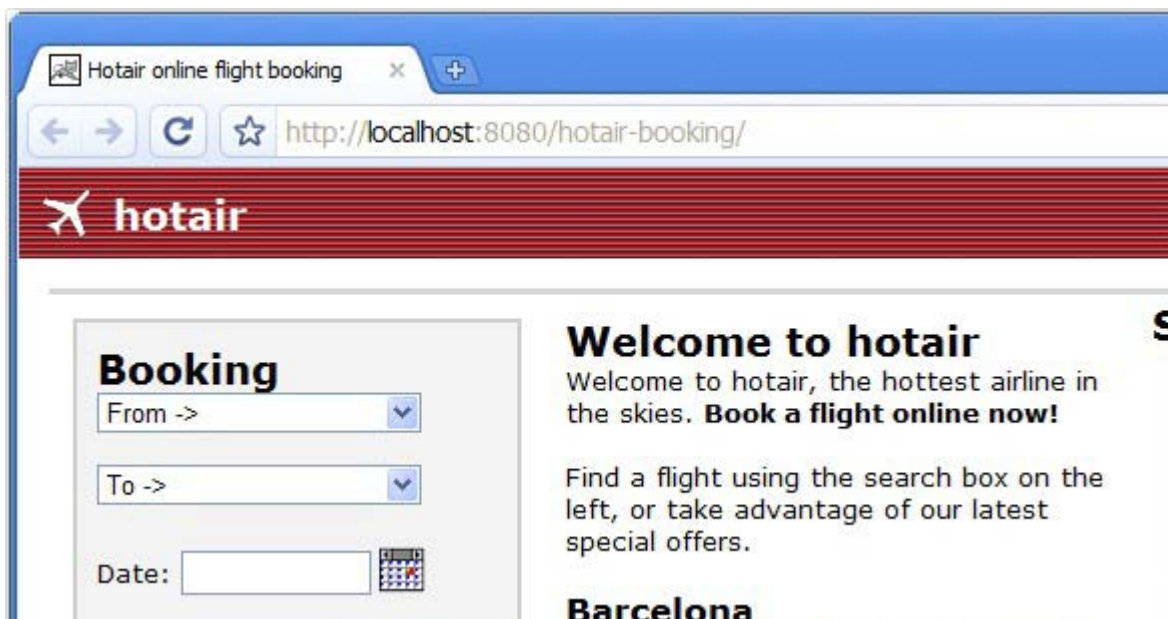 Hotair online flight booking
http://localhost:8080/hotair-booking/
hotair
Booking
From ->
To ->
Date:
Welcome to hotair
Welcome to hotair, the hottest airline in
the skies. Book a flight online now!
Find a flight using the search box on the
left, or take advantage of our latest
special offers.
Barcelona
S